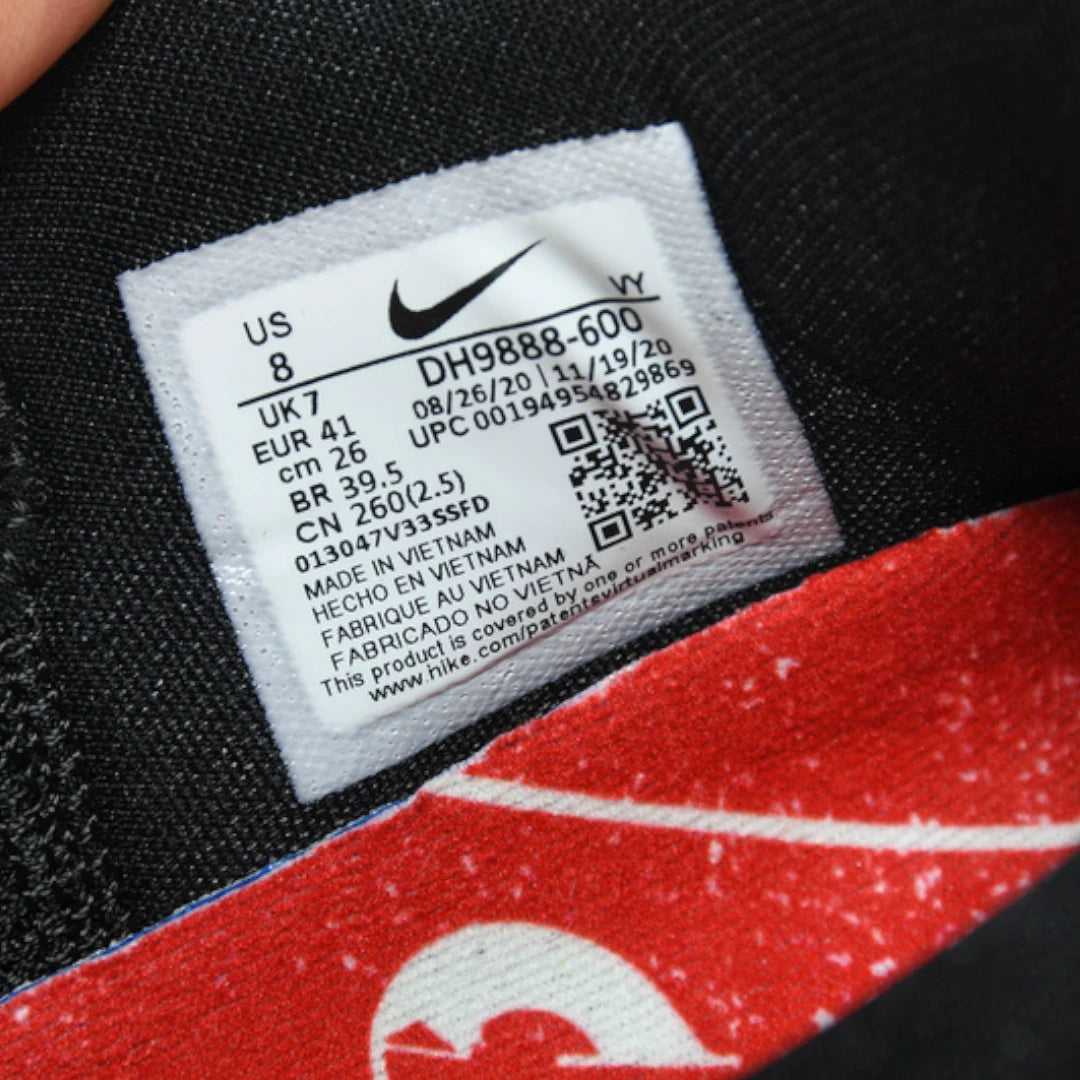 US
8
VY
DH9888-600
08/26/20 | 11/19/20
UPC 00194954829869
UK 7
EUR 41
cm 26
BR 39.5
CN 260(2.5)
013047V33SSFD
MADE IN VIETNAM
HECHO EN VIETNAM
FABRIQUE AU VIETNAM
FABRICADO NO VIETNÃ
This product is covered by one or more patents
www.nike.com/patentsvirtualmarking